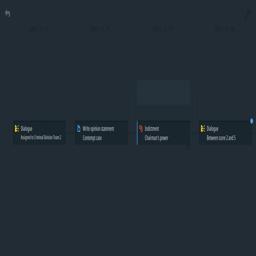 Dialogue
Assigned to Criminal Division Team 2
Write opinion statement
Contempt case
Indictment
Chairman's power
Dialogue
Between scene 2 and 5